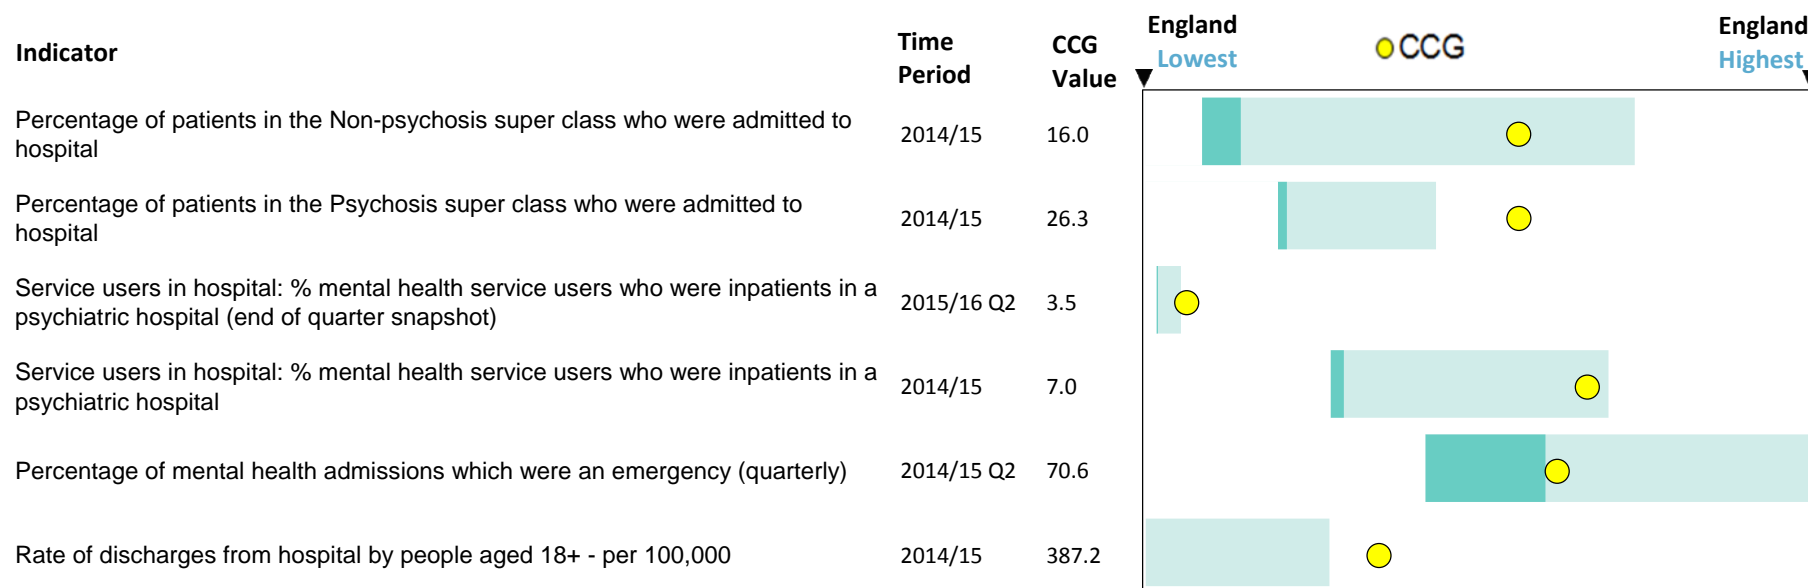 England
England
Indicator
Time
Period
CCG
Value
Lowest
CCG
Highest
Percentage of patients in the Non-psychosis super class who were admitted to
hospital
2014/15
16.0
Percentage of patients in the Psychosis super class who were admitted to
hospital
2014/15
26.3
Service users in hospital: % mental health service users who were inpatients in a
psychiatric hospital (end of quarter snapshot)
2015/16 Q2
3.5
Service users in hospital: % mental health service users who were inpatients in a
psychiatric hospital
2014/15
7.0
Percentage of mental health admissions which were an emergency (quarterly)
2014/15 Q2
70.6
Rate of discharges from hospital by people aged 18+ - per 100,000
2014/15
387.2